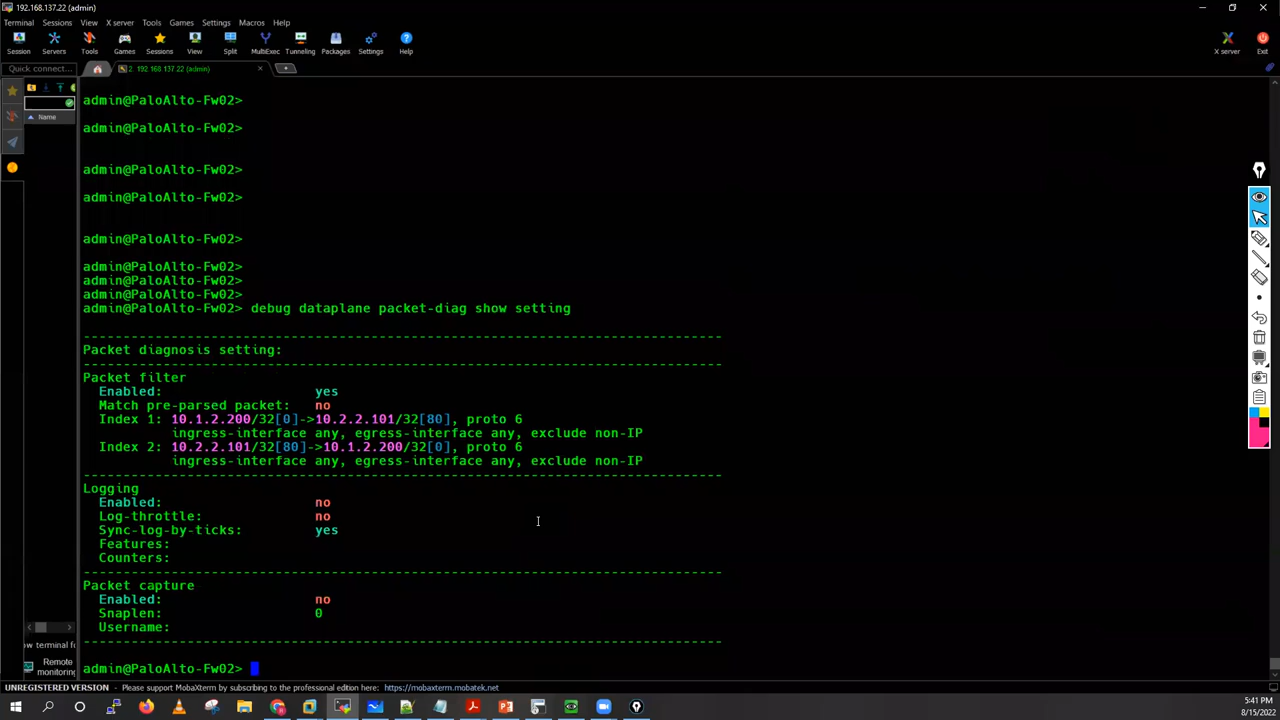 192.168.137.22 (admin)
Terminal Sessions View X server Tools Games Settings Macros Help
Session Servers Tools Games Sessions View Split MultiExec Tunneling Packages Settings Help X server Exit
Quick connect... 2. 192.168.137.22 (admin)
Name
admin@PaloAlto-Fw02>
admin@PaloAlto-Fw02>
admin@PaloAlto-Fw02>
admin@PaloAlto-Fw02>
admin@PaloAlto-Fw02>
admin@PaloAlto-Fw02>
admin@PaloAlto-Fw02>
admin@PaloAlto-Fw02>
admin@PaloAlto-Fw02> debug dataplane packet-diag show setting
--------------------------------------------------------------------------------
Packet diagnosis setting:
--------------------------------------------------------------------------------
Packet filter
Enabled: yes
Match pre-parsed packet: no
Index 1: 10.1.2.200/32[0]->10.2.2.101/32[80], proto 6
ingress-interface any, egress-interface any, exclude non-IP
Index 2: 10.2.2.101/32[80]->10.1.2.200/32[0], proto 6
ingress-interface any, egress-interface any, exclude non-IP
--------------------------------------------------------------------------------
Logging
Enabled: no
Log-throttle: no
Sync-log-by-ticks: yes
Features:
Counters:
--------------------------------------------------------------------------------
Packet capture
Enabled: no
Snaplen: 0
Username:
--------------------------------------------------------------------------------
admin@PaloAlto-Fw02>
ow terminal fo
Remote
monitoring
UNREGISTERED VERSION - Please support MobaXterm by subscribing to the professional edition here: https://mobaxterm.mobatek.net
5:41 PM
8/15/2022